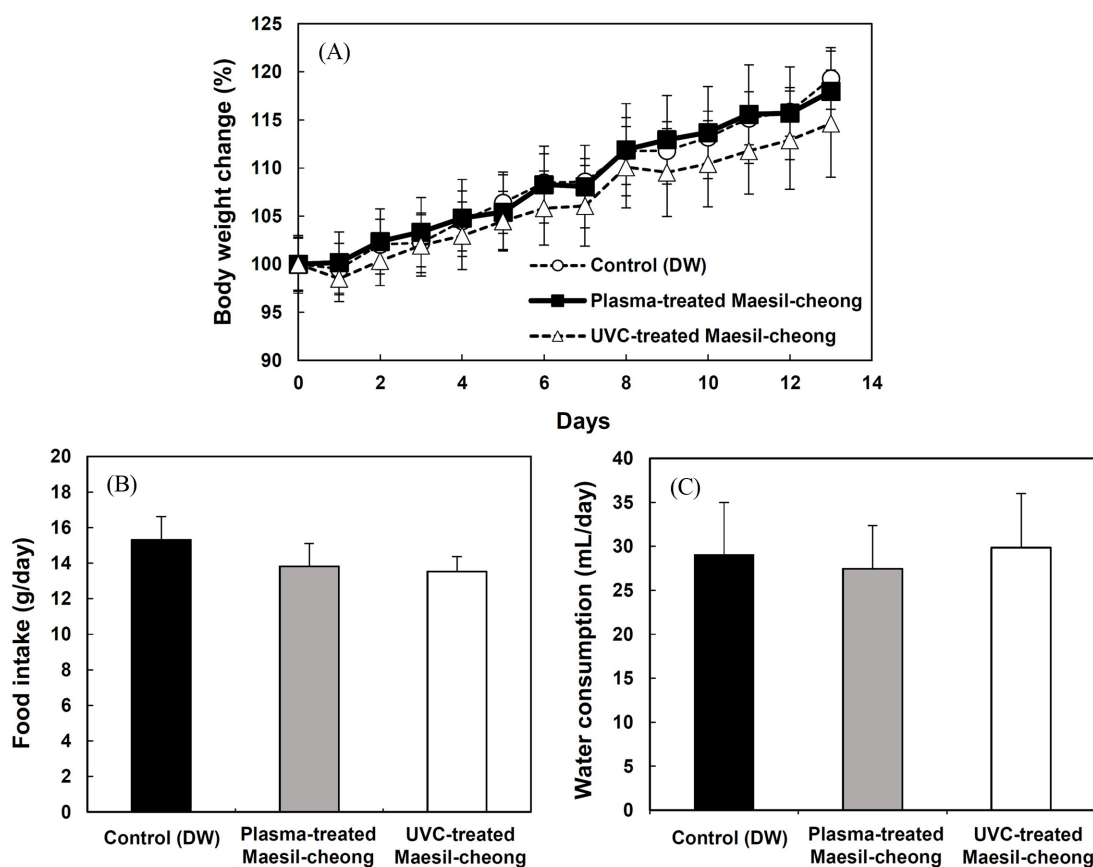 (A)
Body weight change (%)
125
120
115
110
105
100
95
90
Control (DW)
Plasma-treated Maesil-cheong
UVC-treated Maesil-cheong
0 2 4 6 8 10 12 14
Days
(B)
Food intake (g/day)
20
18
16
14
12
10
8
6
4
2
0
Control (DW)
Plasma-treated
Maesil-cheong
UVC-treated
Maesil-cheong
(C)
Water consumption (mL/day)
40
35
30
25
20
15
10
5
0
Control (DW)
Plasma-treated
Maesil-cheong
UVC-treated
Maesil-cheong